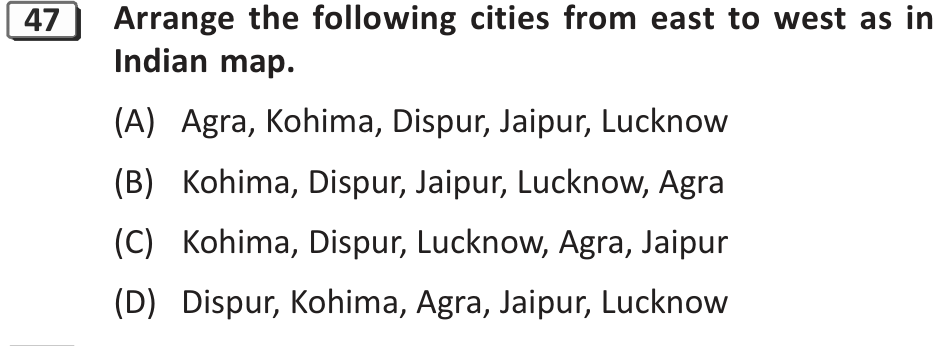 47 Arrange the following cities from east to west as in
Indian map.
(A) Agra, Kohima, Dispur, Jaipur, Lucknow
(B) Kohima, Dispur, Jaipur, Lucknow, Agra
(C) Kohima, Dispur, Lucknow, Agra, Jaipur
(D) Dispur, Kohima, Agra, Jaipur, Lucknow